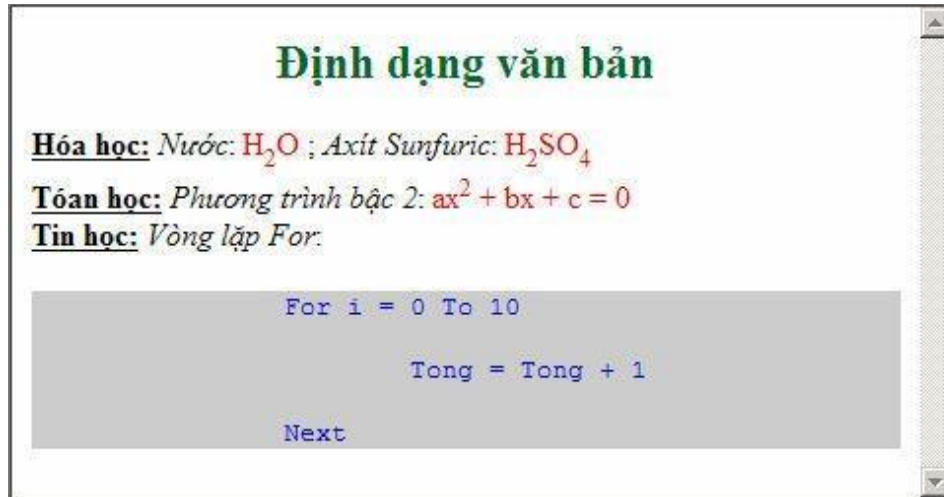 Định dạng văn bản
Hóa học: Nước: H₂O ; Axít Sunfuric: H₂SO₄
Tóan học: Phương trình bậc 2: ax² + bx + c = 0
Tin học: Vòng lặp For:
For i = 0 To 10
Tong = Tong + 1
Next